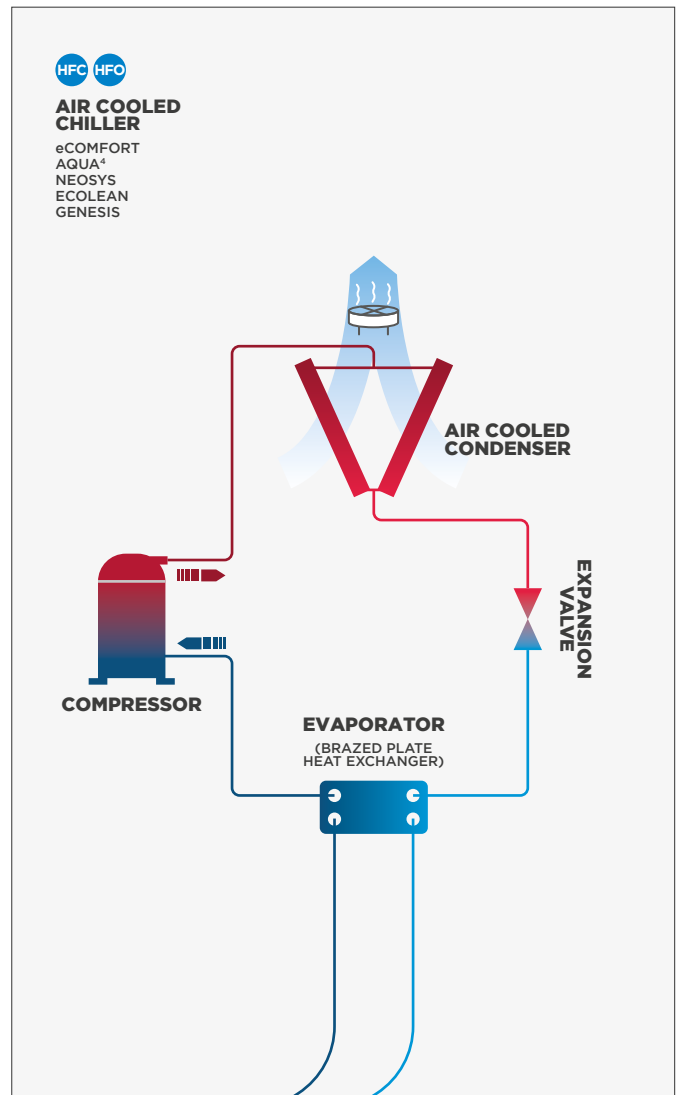 HFC HFO
AIR COOLED
CHILLER
eCOMFORT
AQUA⁴
NEOSYS
ECOLEAN
GENESIS
AIR COOLED
CONDENSER
EXPANSION
VALVE
COMPRESSOR
EVAPORATOR
(BRAZED PLATE
HEAT EXCHANGER)